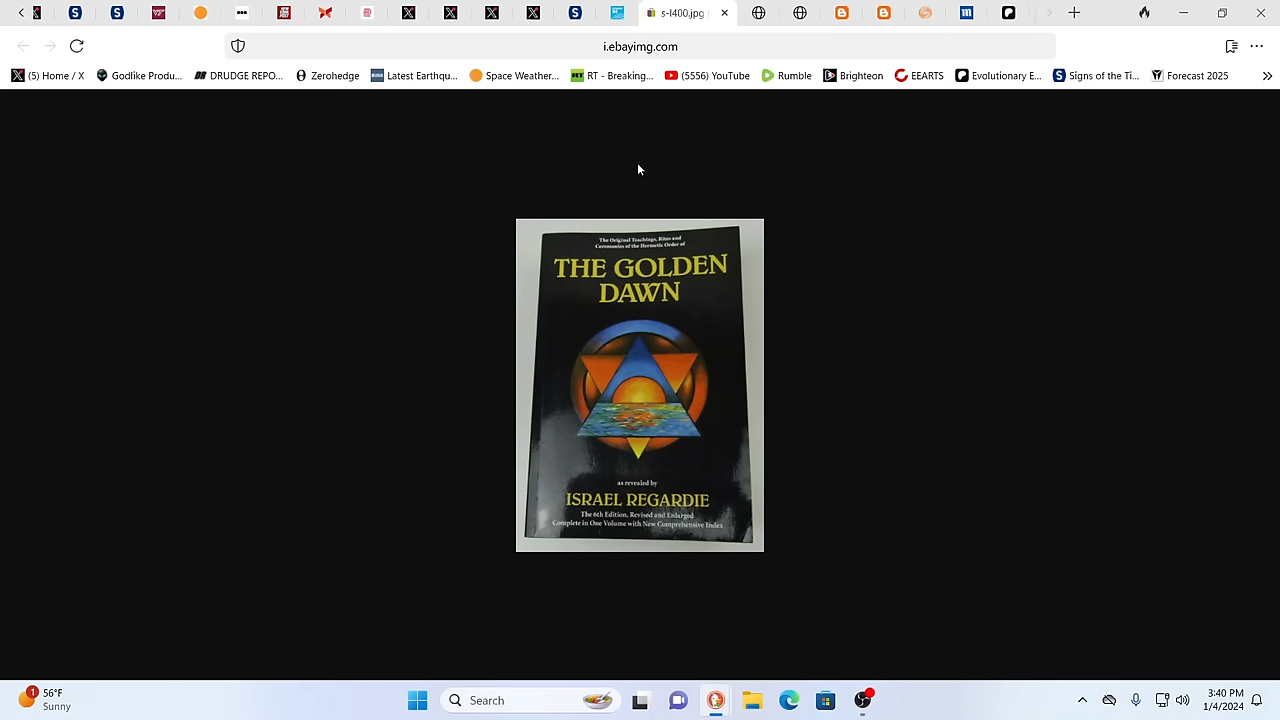 s-l400.jpg
i.ebayimg.com
(5) Home / X
Godlike Produ...
DRUDGE REPO...
Zerohedge
Latest Earthqu...
Space Weather...
RT - Breaking...
(5556) YouTube
Rumble
Brighteon
EEARTS
Evolutionary E...
Signs of the Ti...
Forecast 2025
The Original Teachings, Rites and
Ceremonies of the Hermetic Order of
THE GOLDEN
DAWN
as revealed by
ISRAEL REGARDIE
The 6th Edition, Revised and Enlarged
Complete in One Volume with New Comprehensive Index
1
56°F
Sunny
Search
3:40 PM
1/4/2024